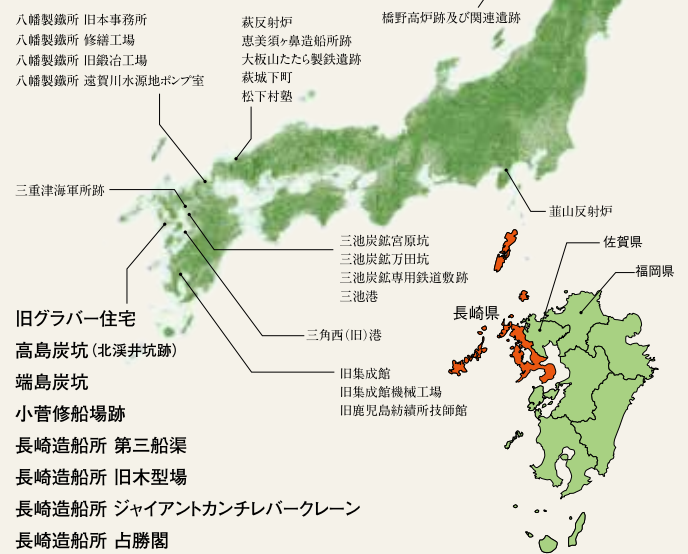 八幡製鐵所 旧本事務所
八幡製鐵所 修繕工場
八幡製鐵所 旧鍛冶工場
八幡製鐵所 遠賀川水源地ポンプ室
萩反射炉
恵美須ヶ鼻造船所跡
大板山たたら製鉄遺跡
萩城下町
松下村塾
橋野高炉跡及び関連遺跡
三重津海軍所跡
韮山反射炉
三池炭鉱宮原坑
三池炭鉱万田坑
三池炭鉱専用鉄道敷跡
三池港
佐賀県
福岡県
長崎県
三角西(旧)港
旧集成館
旧集成館機械工場
旧鹿児島紡績所技師館
旧グラバー住宅
高島炭坑(北渓井坑跡)
端島炭坑
小菅修船場跡
長崎造船所 第三船渠
長崎造船所 旧木型場
長崎造船所 ジャイアントカンチレバークレーン
長崎造船所 占勝閣